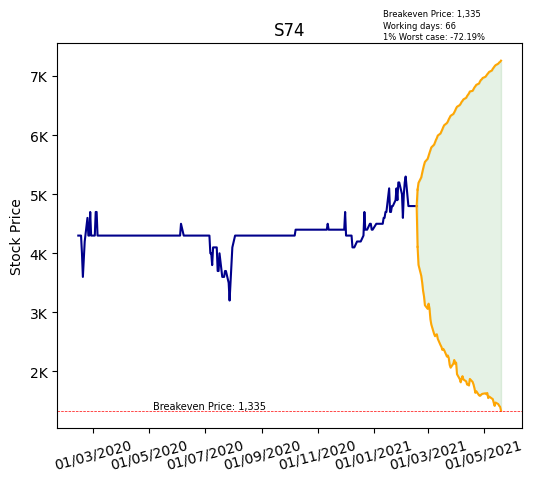 Breakeven Price: 1,335
Working days: 66
1% Worst case: -72.19%
S74
Stock Price
7K
6K
5K
4K
3K
2K
Breakeven Price: 1,335
01/03/2020 01/05/2020 01/07/2020 01/09/2020 01/11/2020 01/01/2021 01/03/2021 01/05/2021